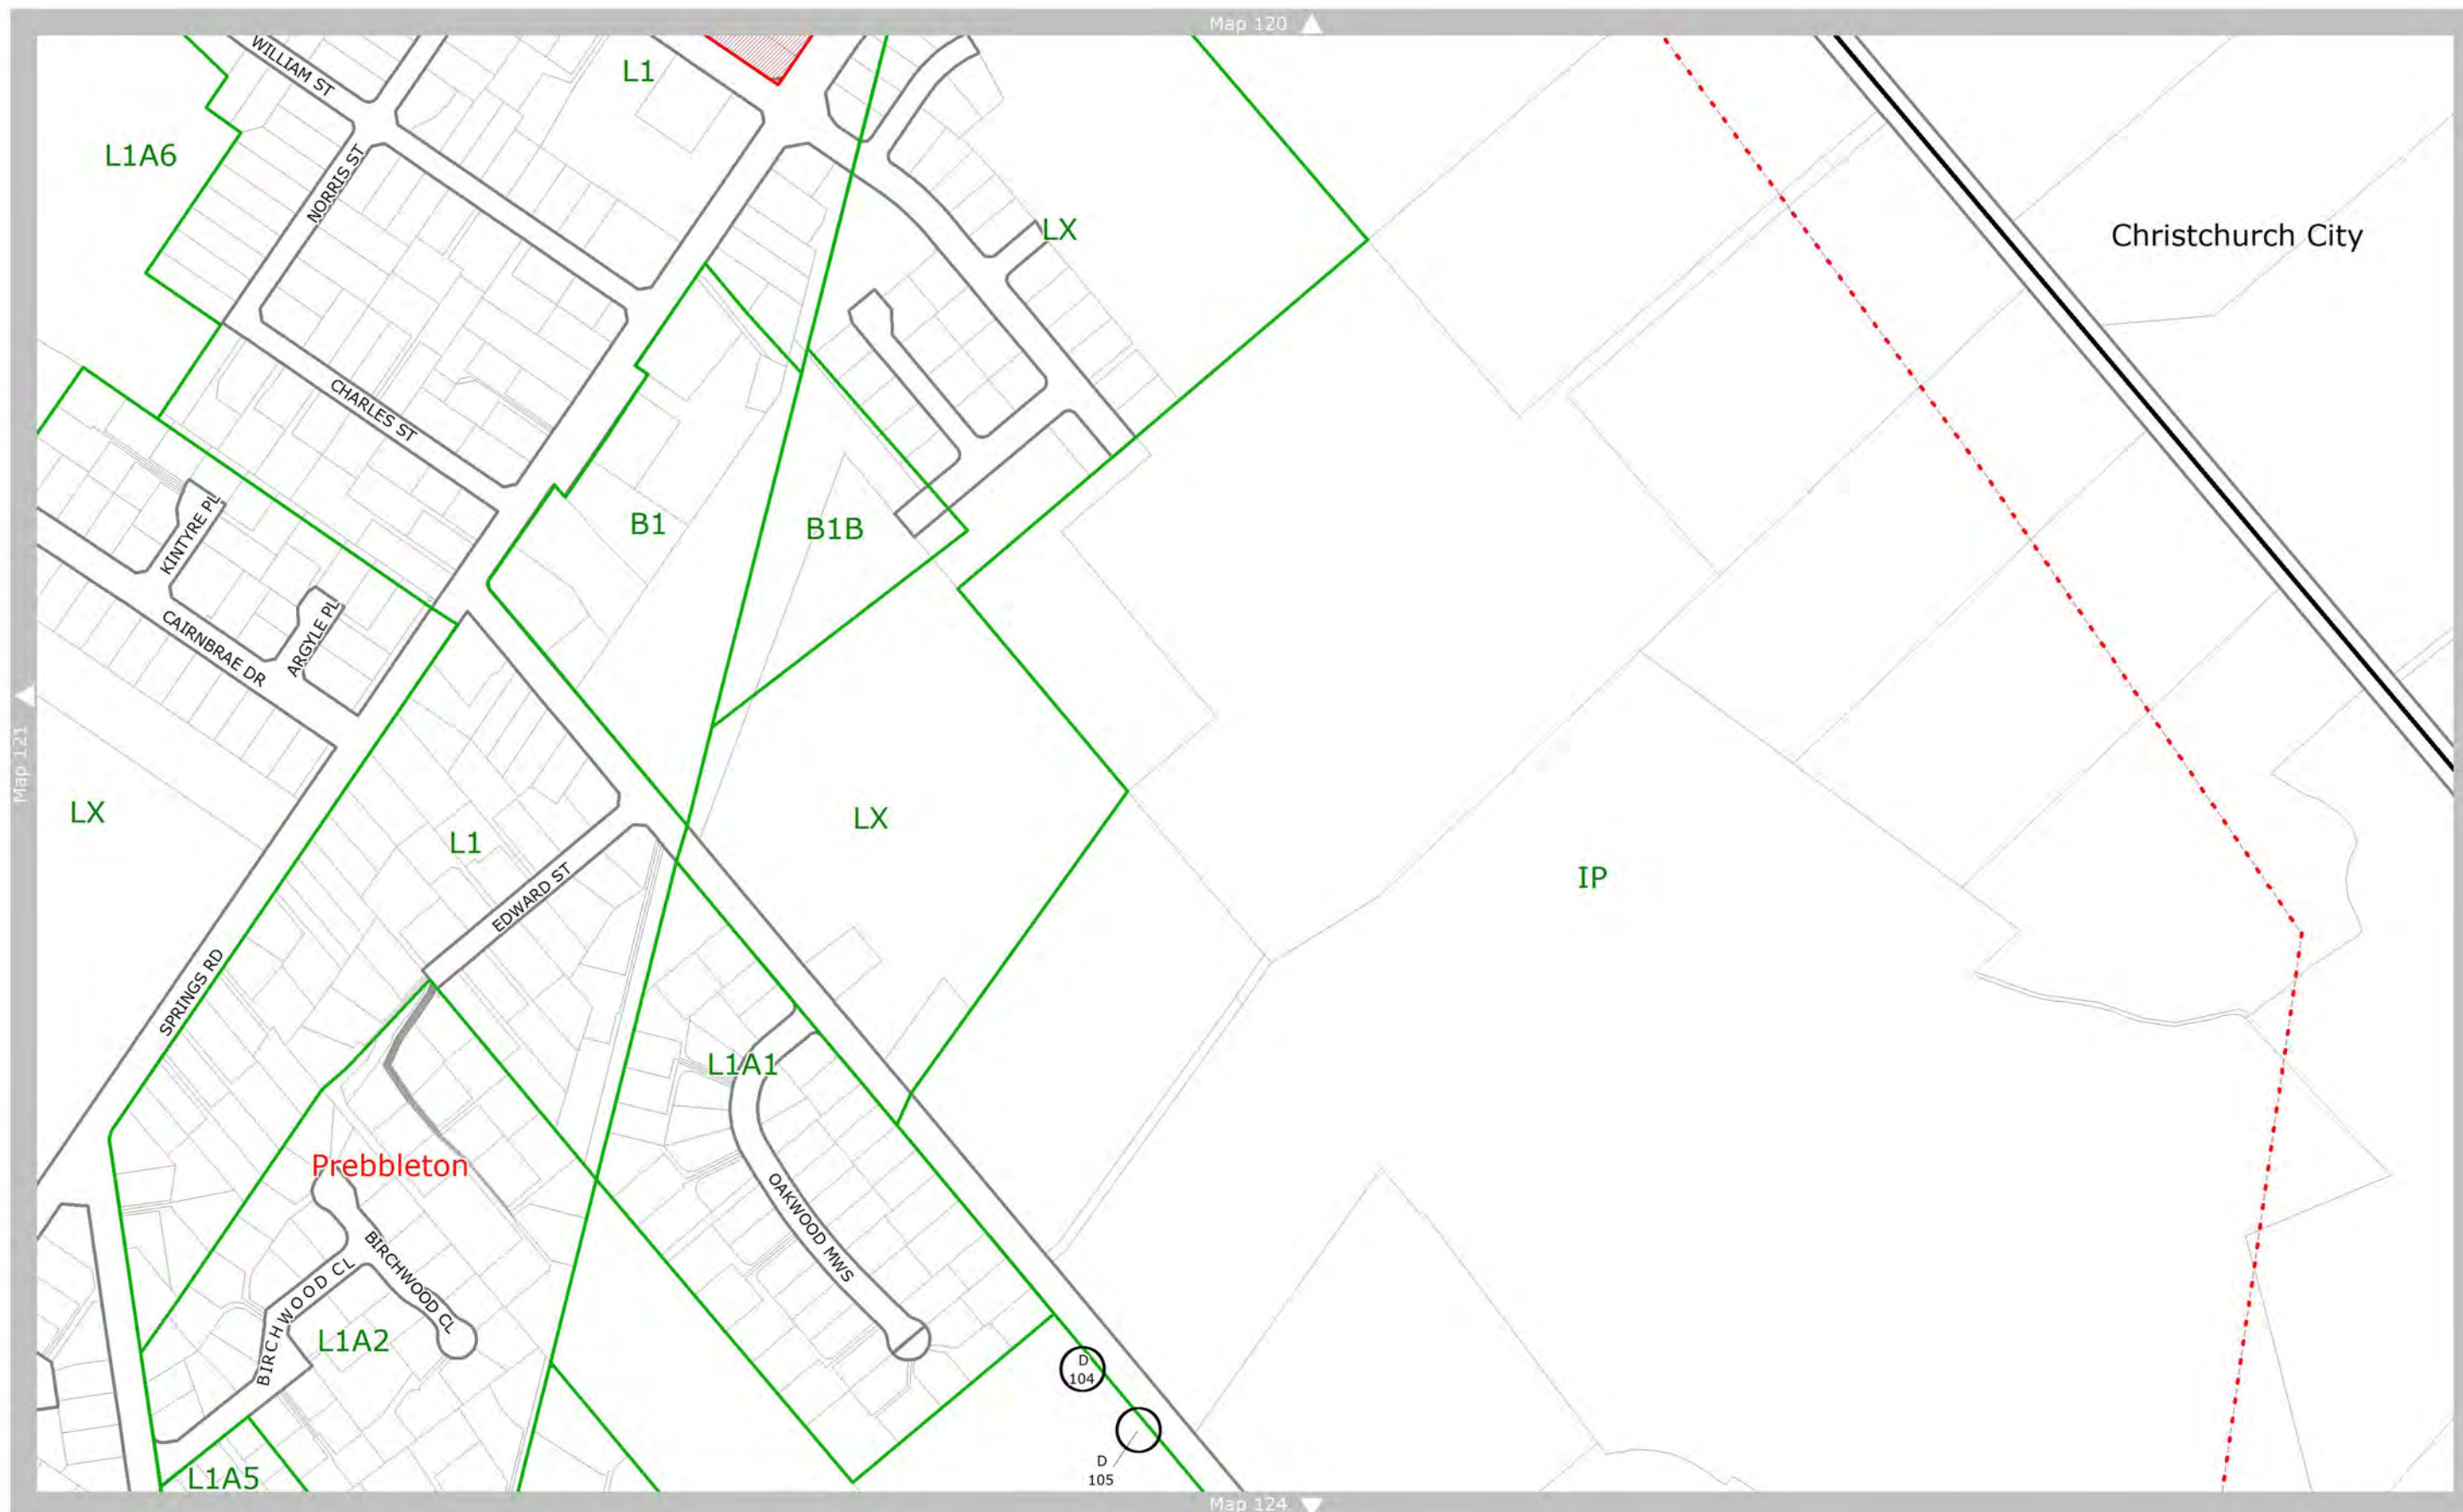 Map 120
WILLIAM ST
L1
L1A6
NORRIS ST
LX
Christchurch City
CHARLES ST
KINTYRE PL
B1
B1B
CAIRNBRAE DR
ARGYLE PL
Map 121
LX
L1
LX
EDWARD ST
IP
SPRINGS RD
L1A1
Prebbleton
OAKWOOD MWS
BIRCHWOOD CL
BIRCHWOOD CL
L1A2
D
104
D
105
L1A5
Map 124